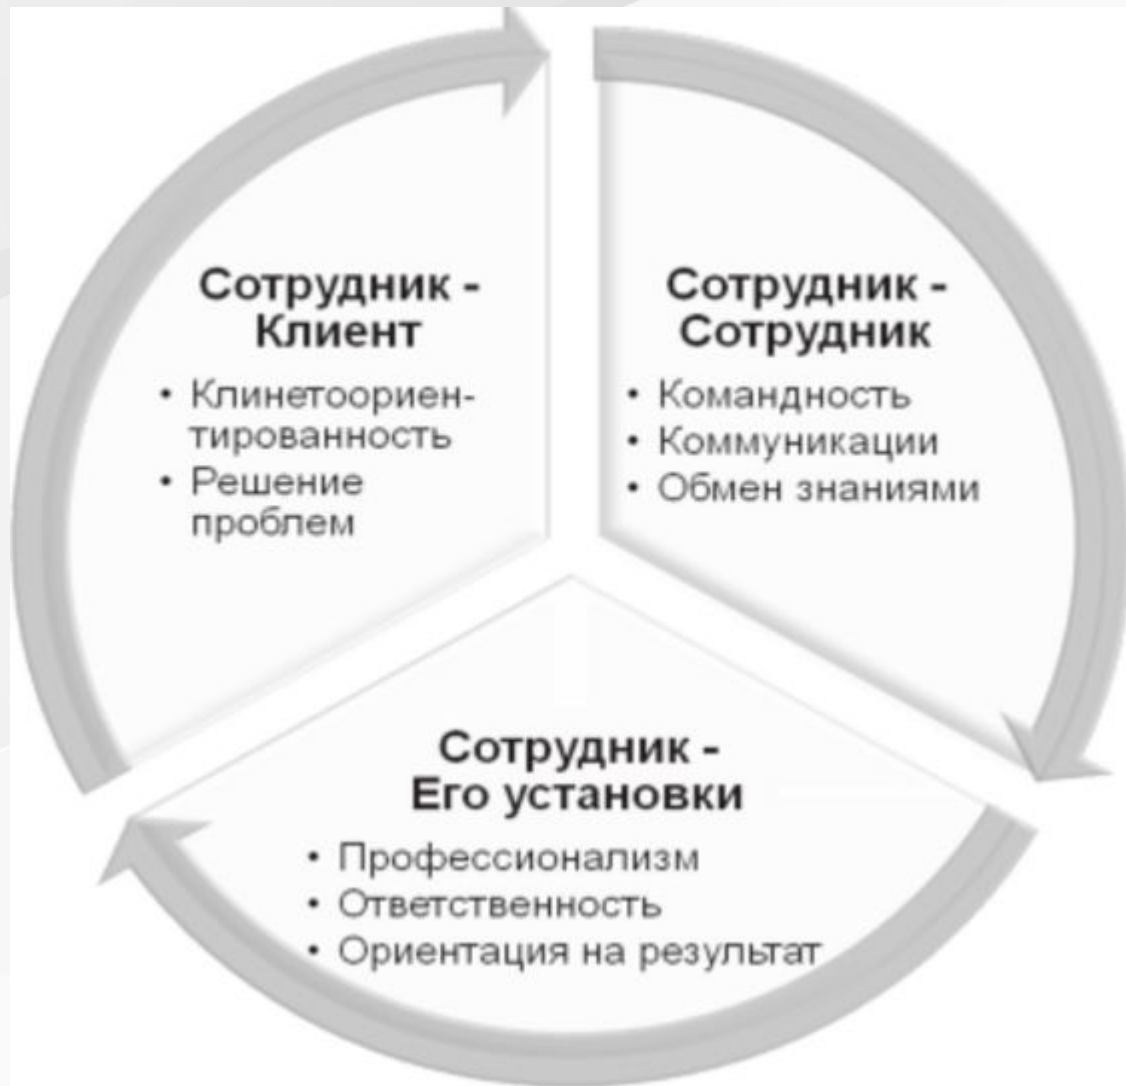 Сотрудник -
Клиент
• Клинетоориен-
тированность
• Решение
проблем
Сотрудник -
Сотрудник
• Командность
• Коммуникации
• Обмен знаниями
Сотрудник -
Его установки
• Профессионализм
• Ответственность
• Ориентация на результат